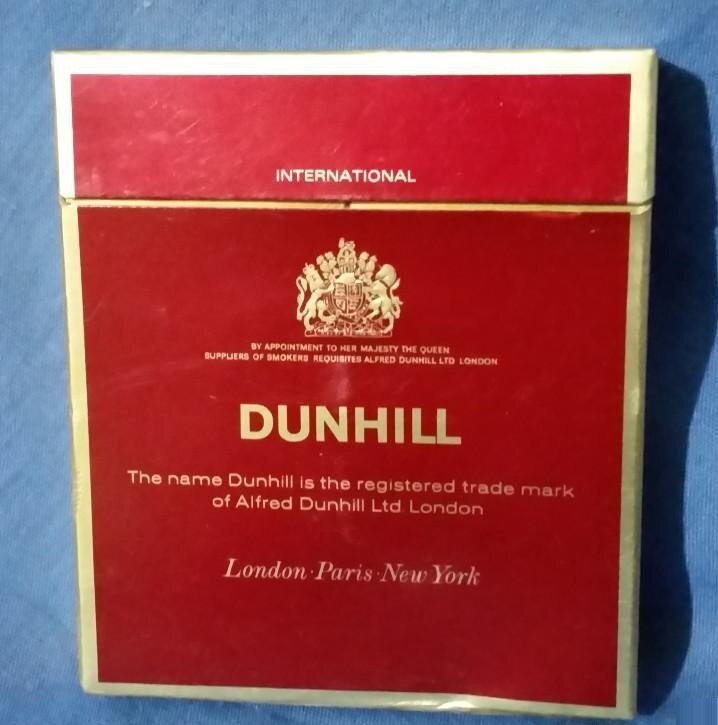 INTERNATIONAL
BY APPOINTMENT TO HER MAJESTY THE QUEEN
SUPPLIERS OF SMOKERS REQUISITES ALFRED DUNHILL LTD LONDON
DUNHILL
The name Dunhill is the registered trade mark
of Alfred Dunhill Ltd London
London·Paris·New York